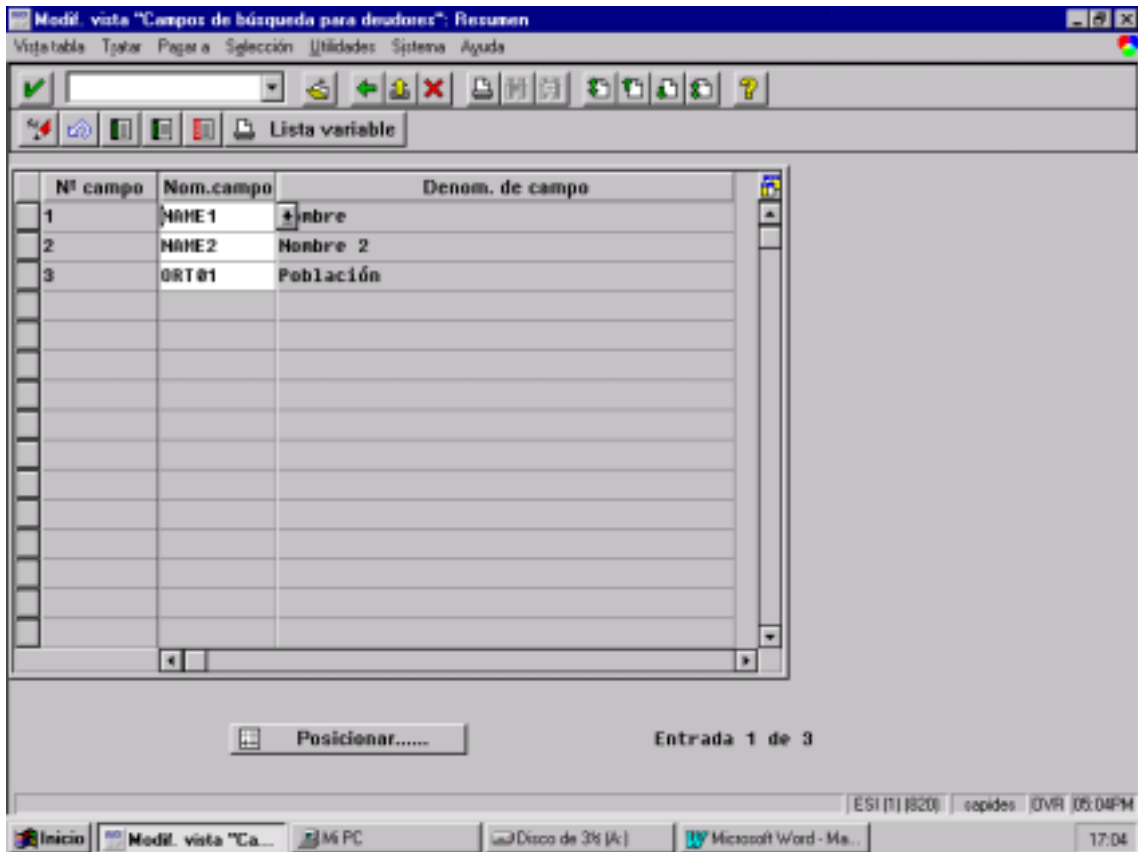 Modif. vista "Campos de búsqueda para deudores": Resumen
Vista tabla Tratar Pasar a Selección Utilidades Sistema Ayuda
Lista variable
Nº campo Nom.campo Denom. de campo
1 NAME1 mbre
2 NAME2 Nombre 2
3 ORT01 Población
Posicionar...... Entrada 1 de 3
ESI (1) (820) sapides OVR 05:04PM
Inicio Modif. vista "Ca... Mi PC Disco de 3½ (A:) Microsoft Word - Ma... 17:04